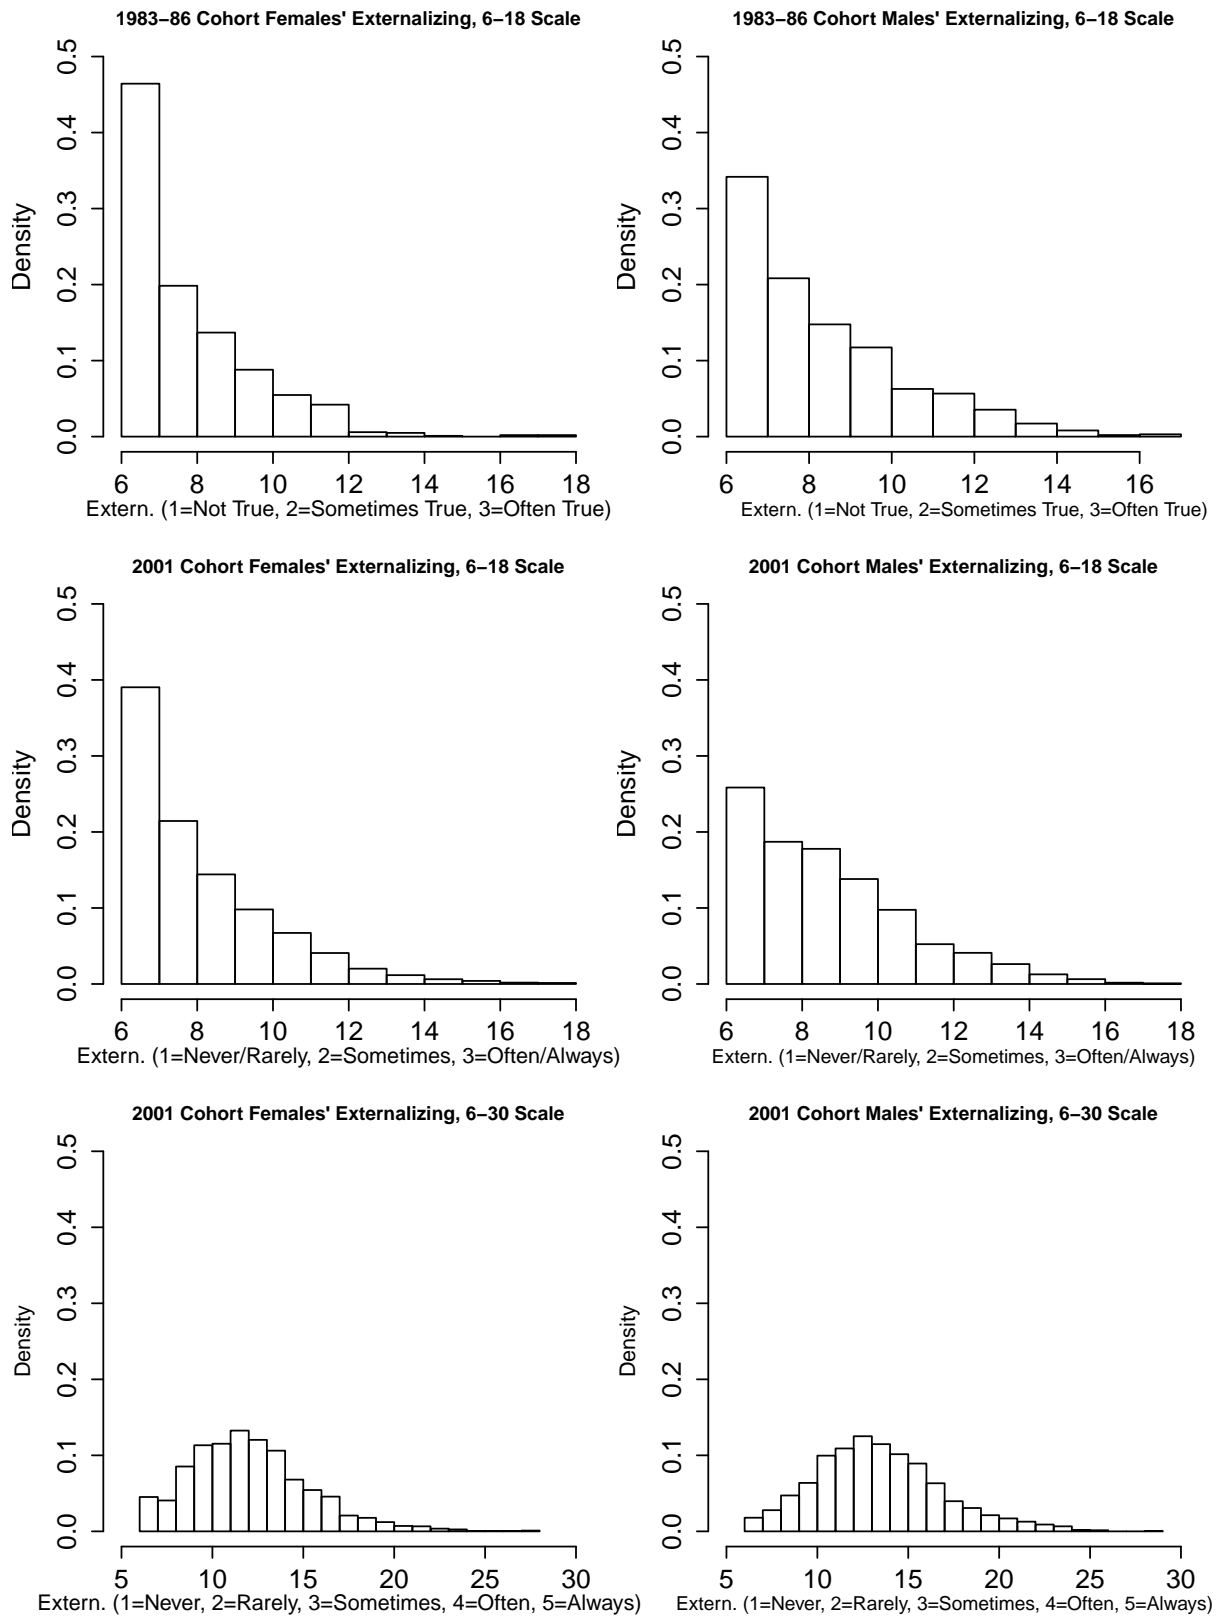 1983−86 Cohort Females' Externalizing, 6−18 Scale
Density
0.0 0.1 0.2 0.3 0.4 0.5
6 8 10 12 14 16 18
Extern. (1=Not True, 2=Sometimes True, 3=Often True)
1983−86 Cohort Males' Externalizing, 6−18 Scale
Density
0.0 0.1 0.2 0.3 0.4 0.5
6 8 10 12 14 16
Extern. (1=Not True, 2=Sometimes True, 3=Often True)
2001 Cohort Females' Externalizing, 6−18 Scale
Density
0.0 0.1 0.2 0.3 0.4 0.5
6 8 10 12 14 16 18
Extern. (1=Never/Rarely, 2=Sometimes, 3=Often/Always)
2001 Cohort Males' Externalizing, 6−18 Scale
Density
0.0 0.1 0.2 0.3 0.4 0.5
6 8 10 12 14 16 18
Extern. (1=Never/Rarely, 2=Sometimes, 3=Often/Always)
2001 Cohort Females' Externalizing, 6−30 Scale
Density
0.0 0.1 0.2 0.3 0.4 0.5
5 10 15 20 25 30
Extern. (1=Never, 2=Rarely, 3=Sometimes, 4=Often, 5=Always)
2001 Cohort Males' Externalizing, 6−30 Scale
Density
0.0 0.1 0.2 0.3 0.4 0.5
5 10 15 20 25 30
Extern. (1=Never, 2=Rarely, 3=Sometimes, 4=Often, 5=Always)